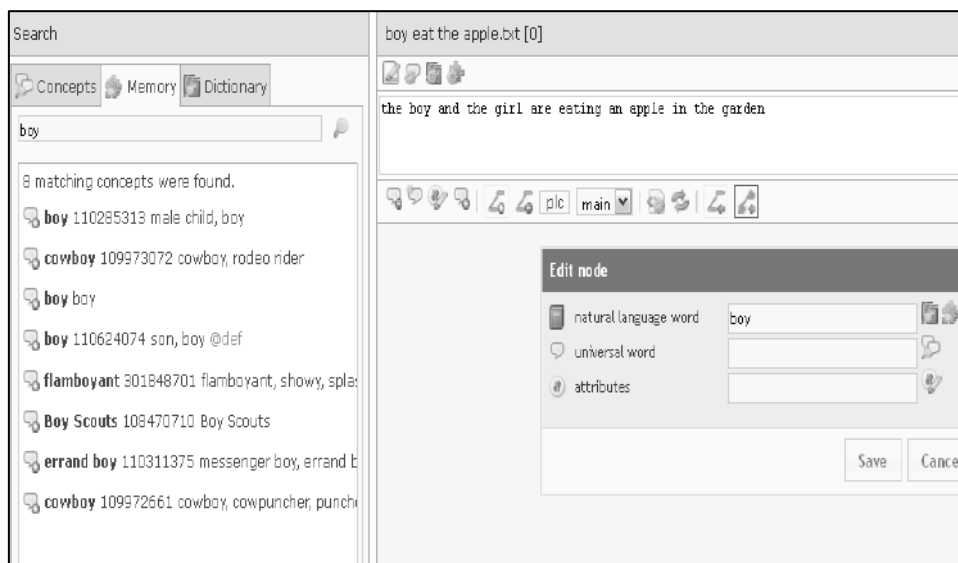 Search
Concepts Memory Dictionary
boy
8 matching concepts were found.
boy 110285313 male child, boy
cowboy 109973072 cowboy, rodeo rider
boy boy
boy 110624074 son, boy @def
flamboyant 301848701 flamboyant, showy, spla
Boy Scouts 108470710 Boy Scouts
errand boy 110311375 messenger boy, errand b
cowboy 109972661 cowboy, cowpuncher, punch
boy eat the apple.txt [0]
the boy and the girl are eating an apple in the garden
plc main
Edit node
natural language word boy
universal word
@ attributes
Save Cance